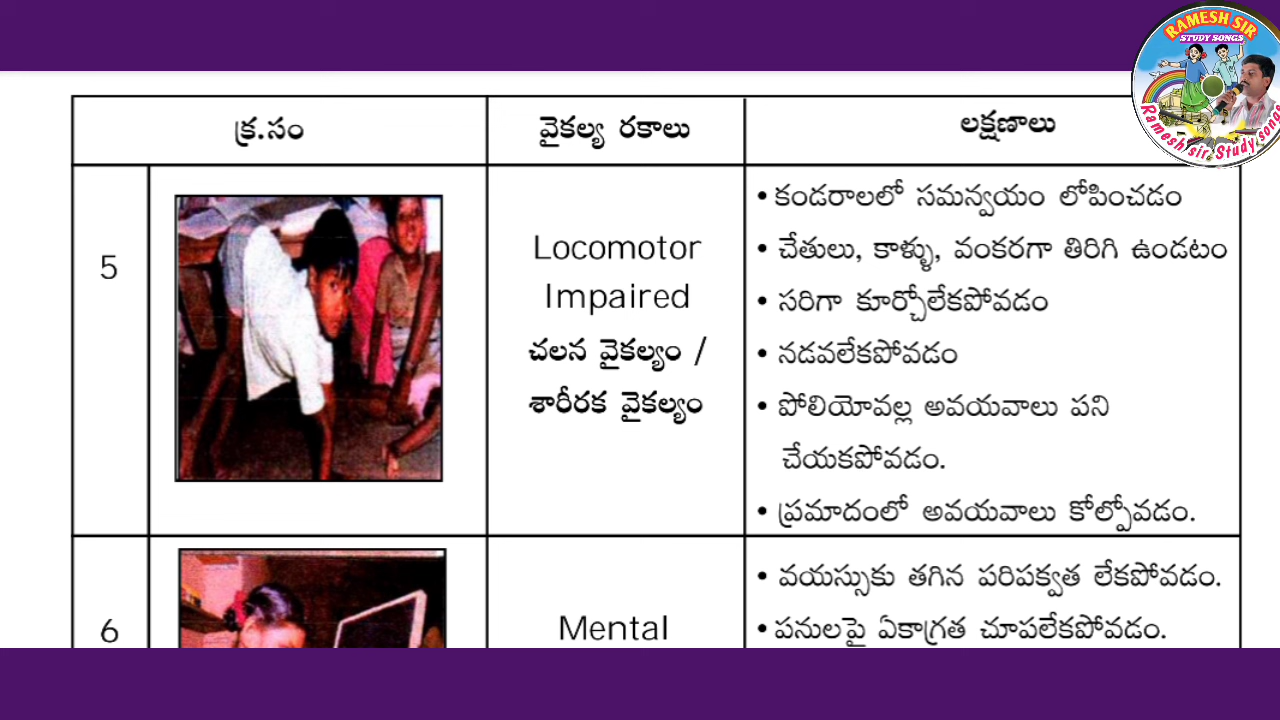 RAMESH SIR
STUDY SONGS
Ramesh sir Study songs
క్ర.సం
వైకల్య రకాలు
లక్షణాలు
5
Locomotor
Impaired
చలన వైకల్యం /
శారీరక వైకల్యం
• కండరాలలో సమన్వయం లోపించడం
• చేతులు, కాళ్ళు, వంకరగా తిరిగి ఉండటం
• సరిగా కూర్చోలేకపోవడం
• నడవలేకపోవడం
• పోలియోవల్ల అవయవాలు పని
చేయకపోవడం.
• ప్రమాదంలో అవయవాలు కోల్పోవడం.
6
Mental
• వయస్సుకు తగిన పరిపక్వత లేకపోవడం.
• పనులపై ఏకాగ్రత చూపలేకపోవడం.